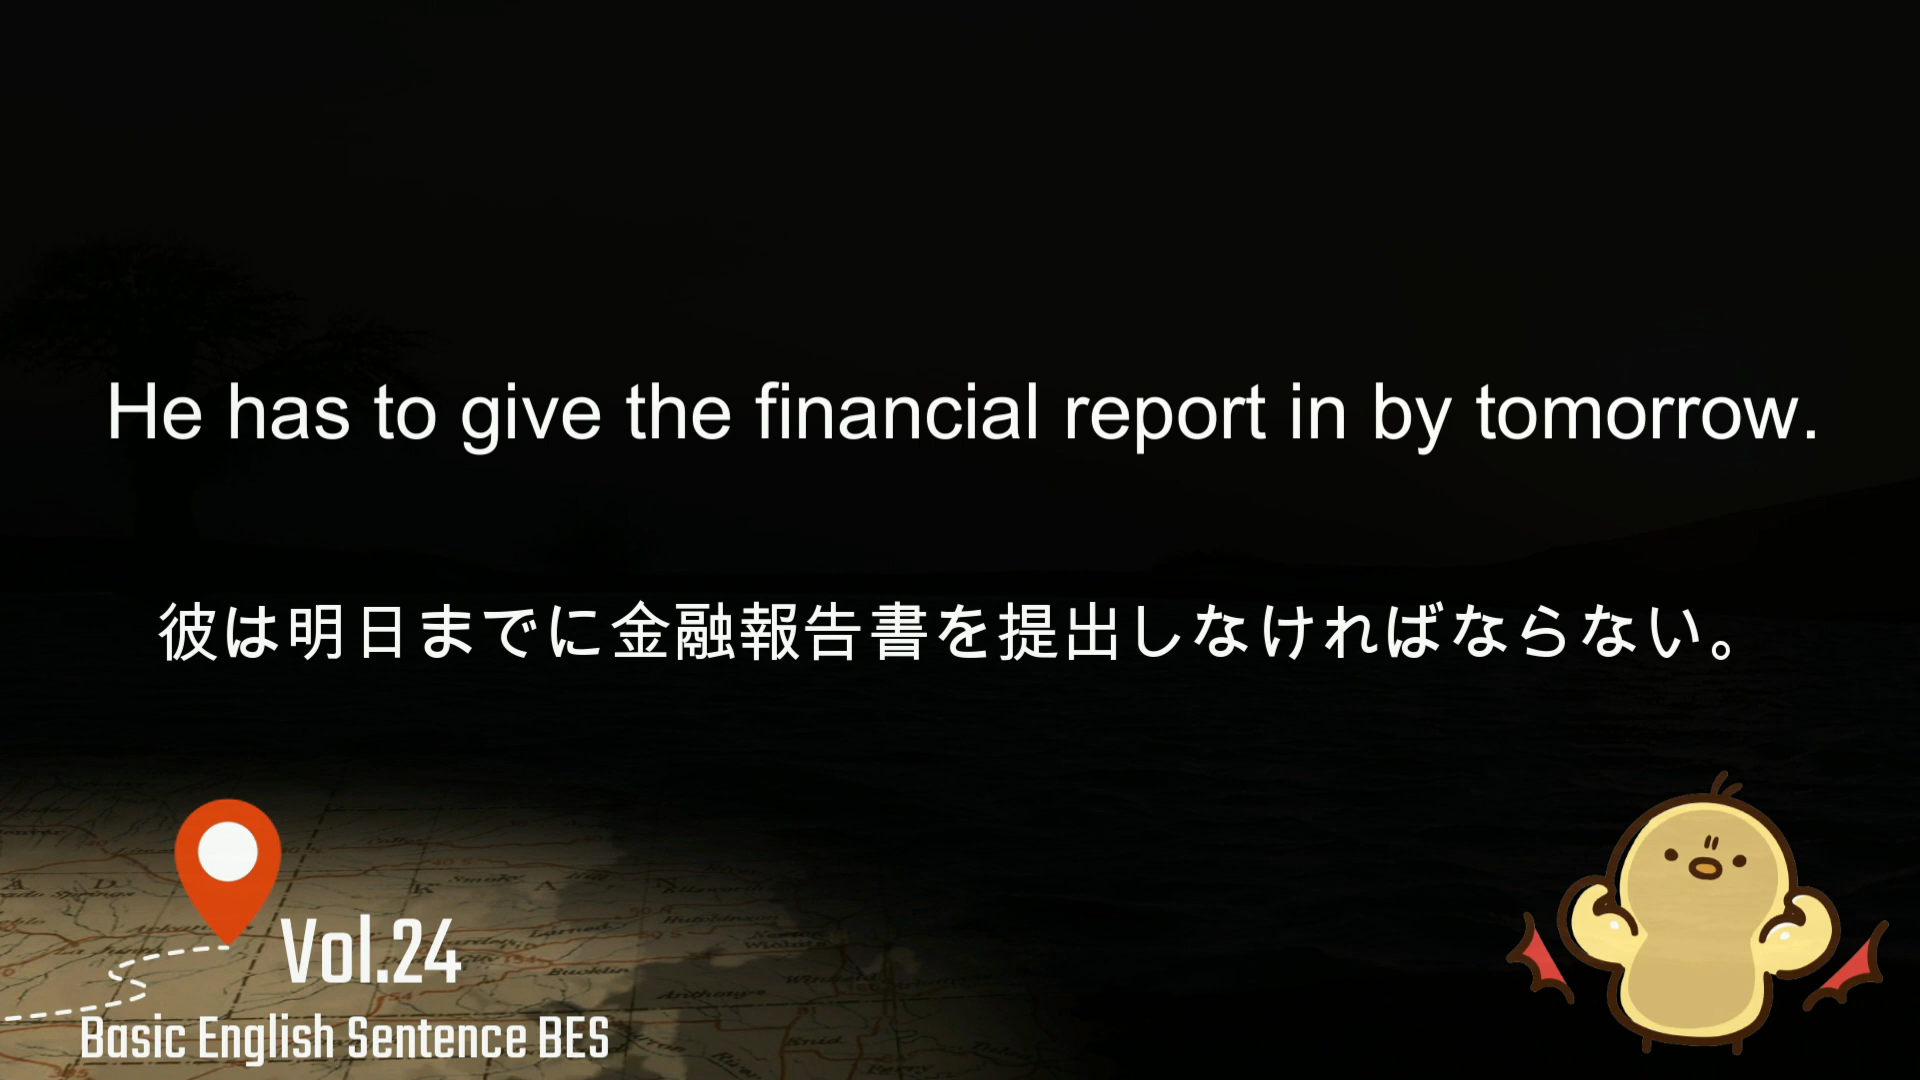 He has to give the financial report in by tomorrow.
彼は明日までに金融報告書を提出しなければならない。
Vol.24
Basic English Sentence BES